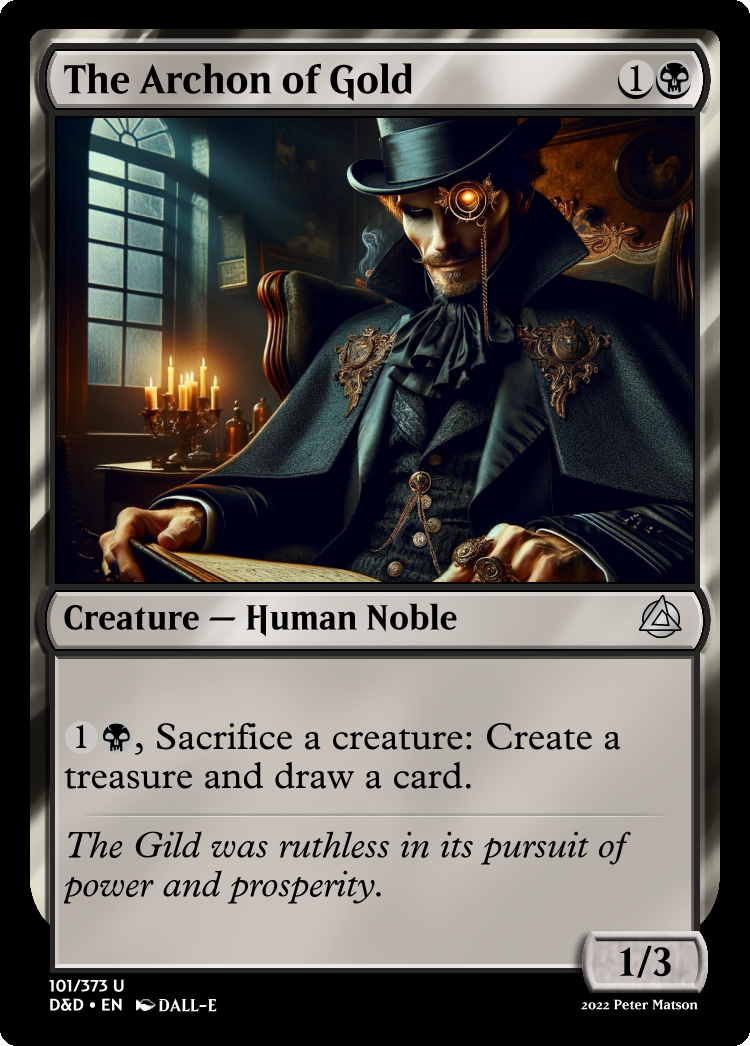 The Archon of Gold 1
Creature — Human Noble
1, Sacrifice a creature: Create a
treasure and draw a card.
The Gild was ruthless in its pursuit of
power and prosperity.
1/3
101/373 U
D&D • EN DALL-E
2022 Peter Matson